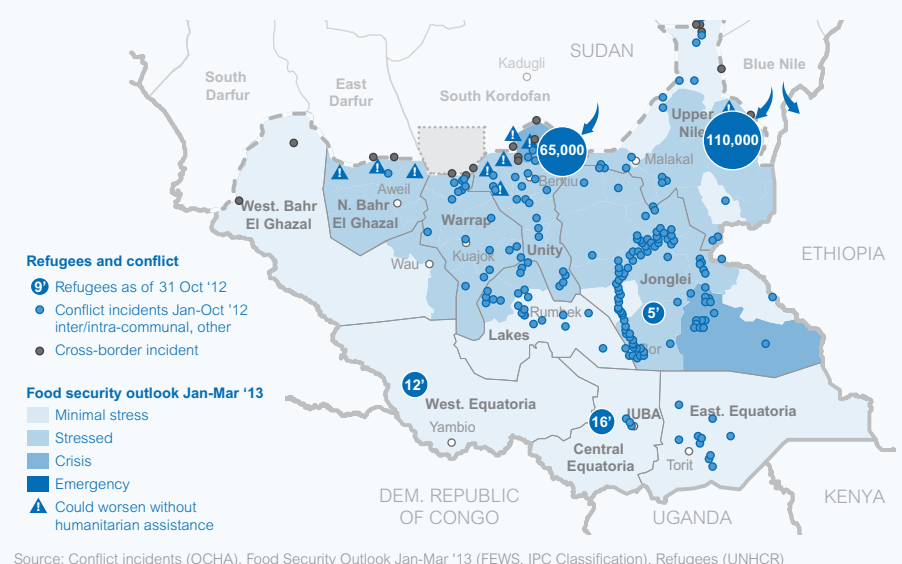 SUDAN
Kadugli
Blue Nile
South
Darfur
East
Darfur
South Kordofan
Upper
Nile
110,000
65,000
Malakal
Bentiu
Aweil
West. Bahr
El Ghazal
N. Bahr
El Ghazal
Warrap
Unity
Kuajok
Wau
ETHIOPIA
Jonglei
Refugees and conflict
9' Refugees as of 31 Oct ‘12
Conflict incidents Jan-Oct '12
inter/intra-communal, other
Cross-border incident
Rumbek
5'
Lakes
Food security outlook Jan-Mar ‘13
Minimal stress
Stressed
Crisis
Emergency
Could worsen without
humanitarian assistance
12'
West. Equatoria
Yambio
16'
JUBA
East. Equatoria
Central
Equatoria
Torit
DEM. REPUBLIC
OF CONGO
UGANDA
KENYA
Source: Conflict incidents (OCHA), Food Security Outlook Jan-Mar '13 (FEWS, IPC Classification), Refugees (UNHCR)